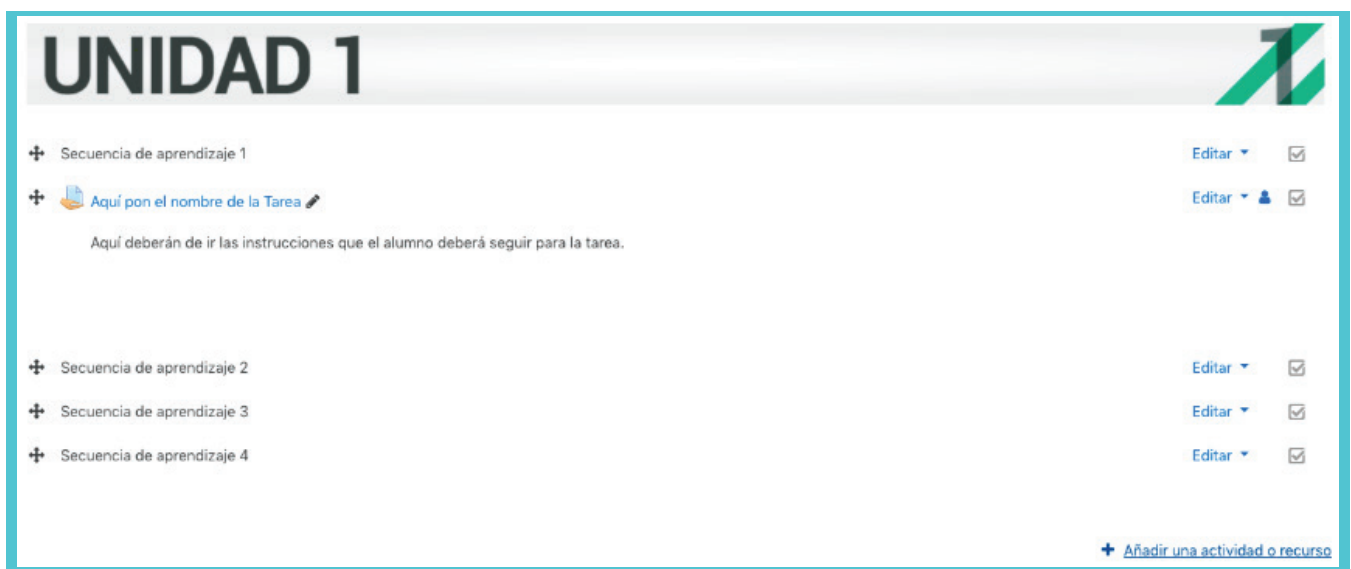 UNIDAD 1
1
Secuencia de aprendizaje 1 Editar
Aquí pon el nombre de la Tarea Editar
Aquí deberán de ir las instrucciones que el alumno deberá seguir para la tarea.
Secuencia de aprendizaje 2 Editar
Secuencia de aprendizaje 3 Editar
Secuencia de aprendizaje 4 Editar
Añadir una actividad o recurso